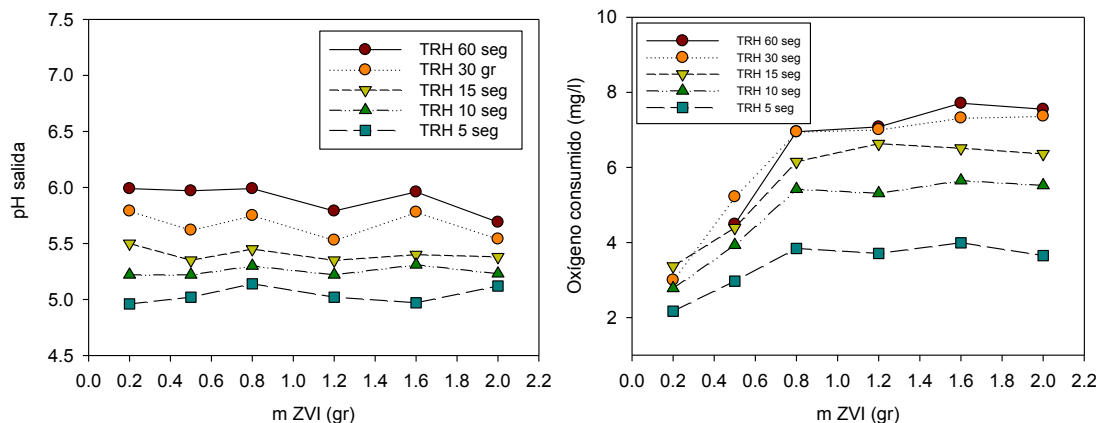 7.5
7.0
6.5
6.0
5.5
5.0
4.5
pH salida
TRH 60 seg
TRH 30 gr
TRH 15 seg
TRH 10 seg
TRH 5 seg
0.0 0.2 0.4 0.6 0.8 1.0 1.2 1.4 1.6 1.8 2.0 2.2
m ZVI (gr)
10
8
6
4
2
Oxígeno consumido (mg/l)
TRH 60 seg
TRH 30 seg
TRH 15 seg
TRH 10 seg
TRH 5 seg
0.0 0.2 0.4 0.6 0.8 1.0 1.2 1.4 1.6 1.8 2.0 2.2
m ZVI (gr)